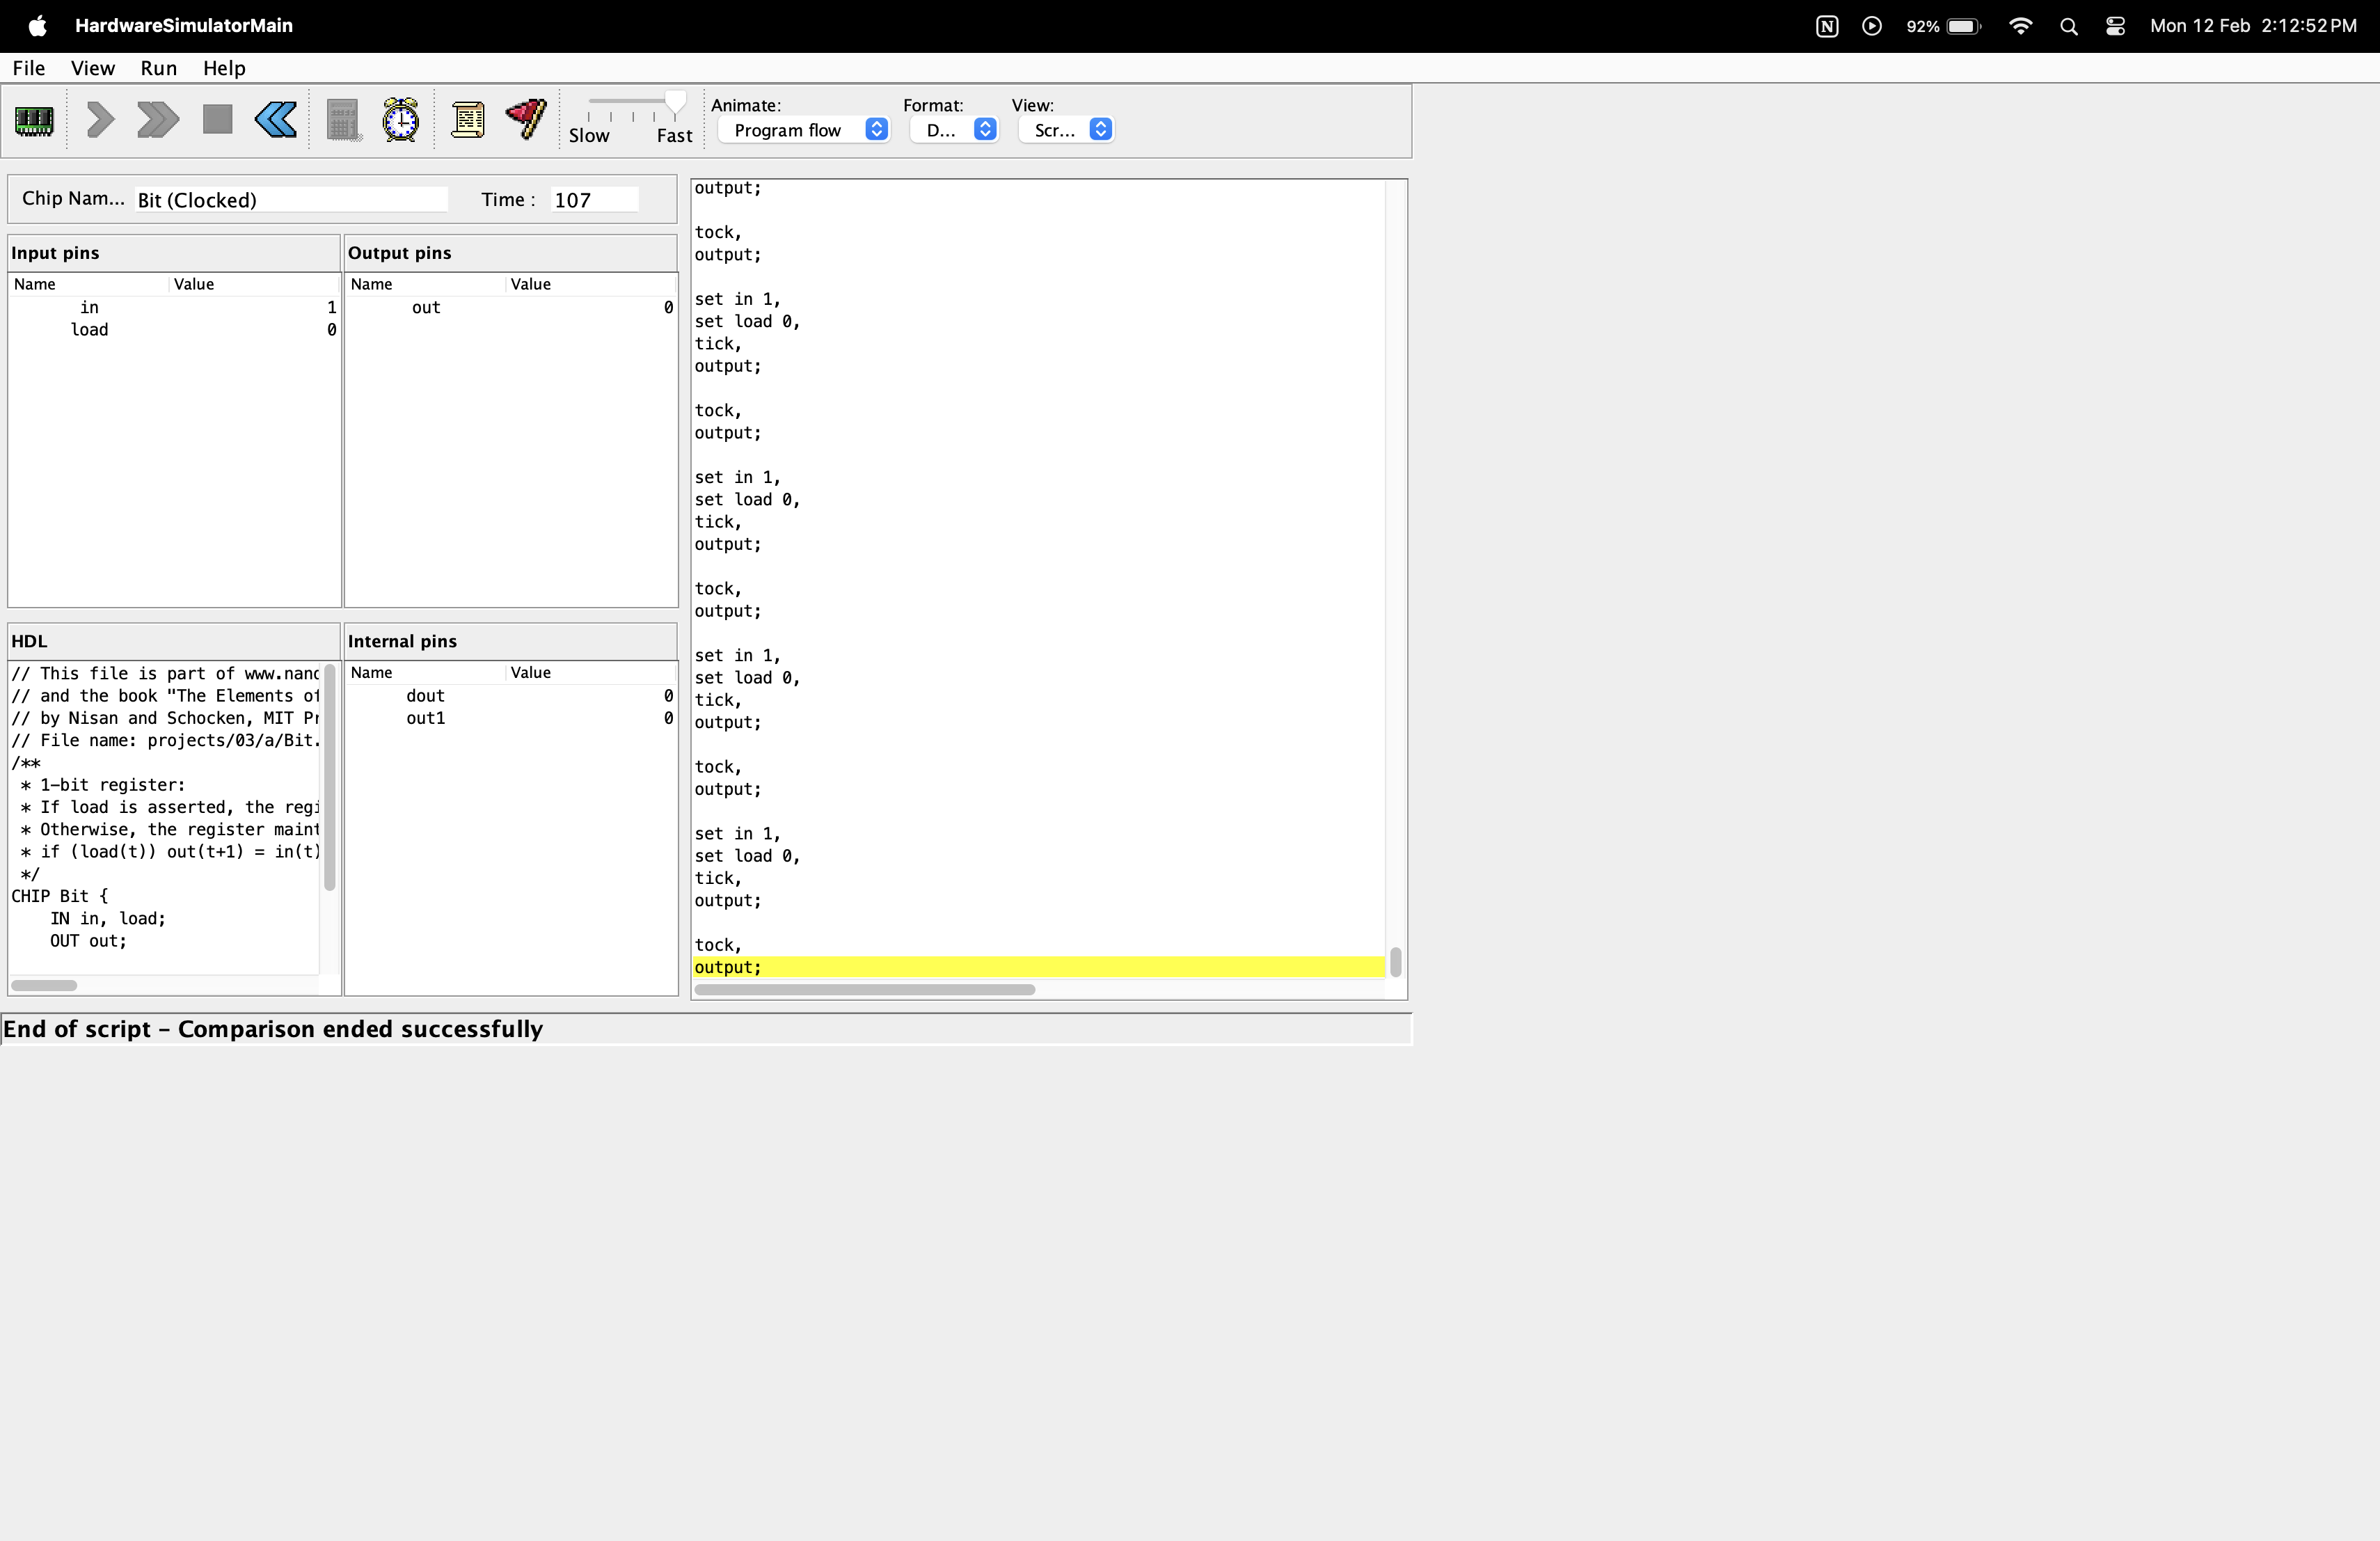 HardwareSimulatorMain
92% Mon 12 Feb 2:12:52 PM
File View Run Help
Slow Fast
Animate: Format: View:
Program flow D... Scr...
Chip Nam... Bit (Clocked) Time : 107
Input pins
Name Value
in 1
load 0
Output pins
Name Value
out 0
HDL
// This file is part of www.nanc
// and the book "The Elements of
// by Nisan and Schocken, MIT Pr
// File name: projects/03/a/Bit.
/**
* 1-bit register:
* If load is asserted, the regi
* Otherwise, the register maint
* if (load(t)) out(t+1) = in(t)
*/
CHIP Bit {
IN in, load;
OUT out;
Internal pins
Name Value
dout 0
out1 0
output;
tock,
output;
set in 1,
set load 0,
tick,
output;
tock,
output;
set in 1,
set load 0,
tick,
output;
tock,
output;
set in 1,
set load 0,
tick,
output;
tock,
output;
set in 1,
set load 0,
tick,
output;
tock,
output;
End of script - Comparison ended successfully